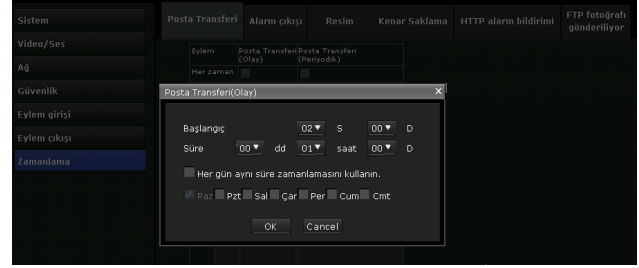 Sistem
Video/Ses
Ağ
Güvenlik
Eylem girişi
Eylem çıkışı
Zamanlama
Posta Transferi Alarm çıkışı Resim Kenar Saklama HTTP alarm bildirimi FTP fotoğrafı gönderiliyor
Eylem Posta Transferi (Olay) Posta Transferi (Periyodik)
Her zaman
Posta Transferi(Olay) X
Başlangıç 02 S 00 D
Süre 00 dd 01 saat 00 D
Her gün aynı süre zamanlamasını kullanın.
Paz Pzt Sal Çar Per Cum Cmt
OK Cancel